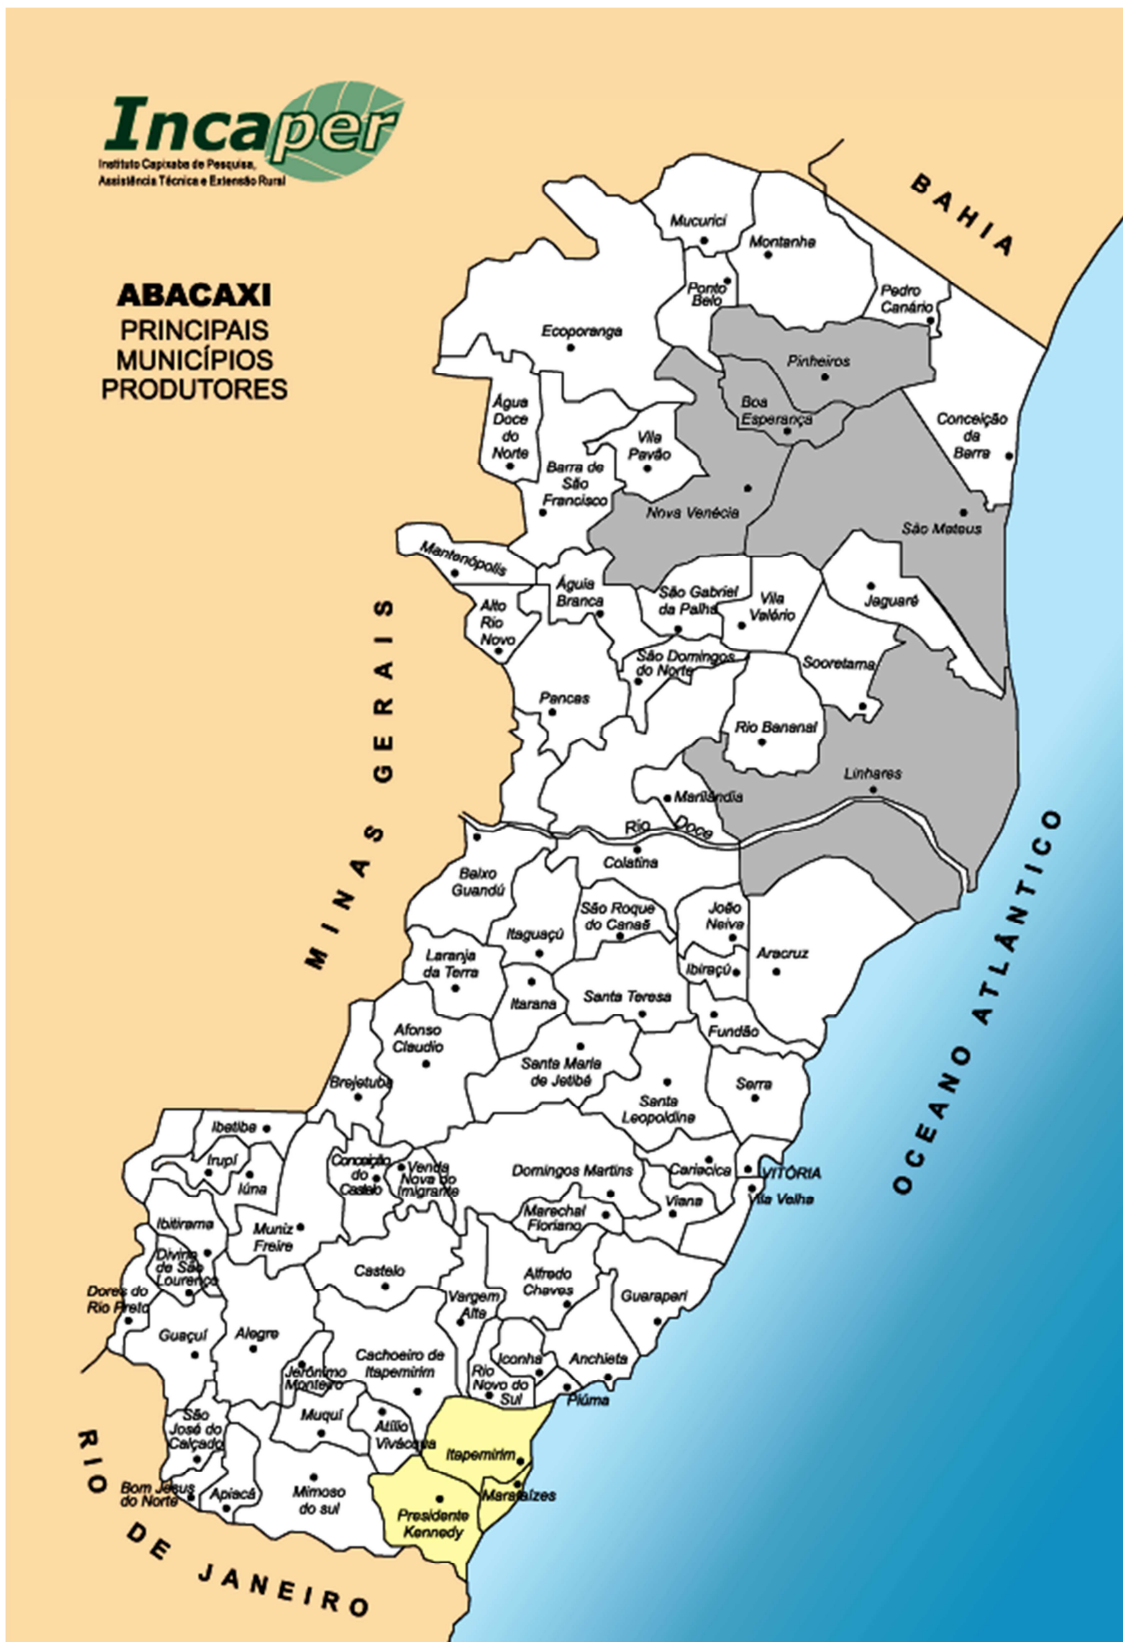 Incaper
Instituto Capixaba de Pesquisa,
Assistência Técnica e Extensão Rural
ABACAXI
PRINCIPAIS
MUNICÍPIOS
PRODUTORES
BAHIA
Mucurici
Montanha
Ponto
Belo
Pedro
Canário
Ecoporanga
Pinheiros
Água
Doce
do
Norte
Boa
Esperança
Vila
Pavão
Conceição
da
Barra
Barra de
São
Francisco
Nova Venécia
São Mateus
Mantenópolis
Águia
Branca
São Gabriel
da Palha
Vila
Valério
Jaguaré
Alto
Rio
Novo
São Domingos
do Norte
Sooretama
Pancas
Rio Bananal
Linhares
Marilândia
Rio Doce
MINAS GERAIS
OCEANO ATLÂNTICO
Colatina
Baixo
Guandú
São Roque
do Canaã
João
Neiva
Itaguaçú
Laranja
da Terra
Ibiraçú
Aracruz
Itarana
Santa Teresa
Fundão
Afonso
Claudio
Santa Maria
de Jetibá
Serra
Brejetuba
Santa
Leopoldina
Ibatiba
Irupí
Iúna
Conceição
do
Castelo
Venda
Nova do
Imigrante
Domingos Martins
Cariacica
VITÓRIA
Vila Velha
Viana
Marechal
Floriano
Ibitirama
Muniz
Freire
Divino
de São
Lourenço
Castelo
Alfredo
Chaves
Guarapari
Dores do
Rio Preto
Vargem
Alta
Guaçuí
Alegre
Cachoeiro de
Itapemirim
Iconha
Anchieta
Jerônimo
Monteiro
Rio
Novo do
Sul
Piúma
São
José do
Calçado
Muquí
Atílio
Vivácqua
Itapemirim
Bom Jesus
do Norte
Apiacá
Mimoso
do sul
Marataízes
Presidente
Kennedy
RIO DE JANEIRO